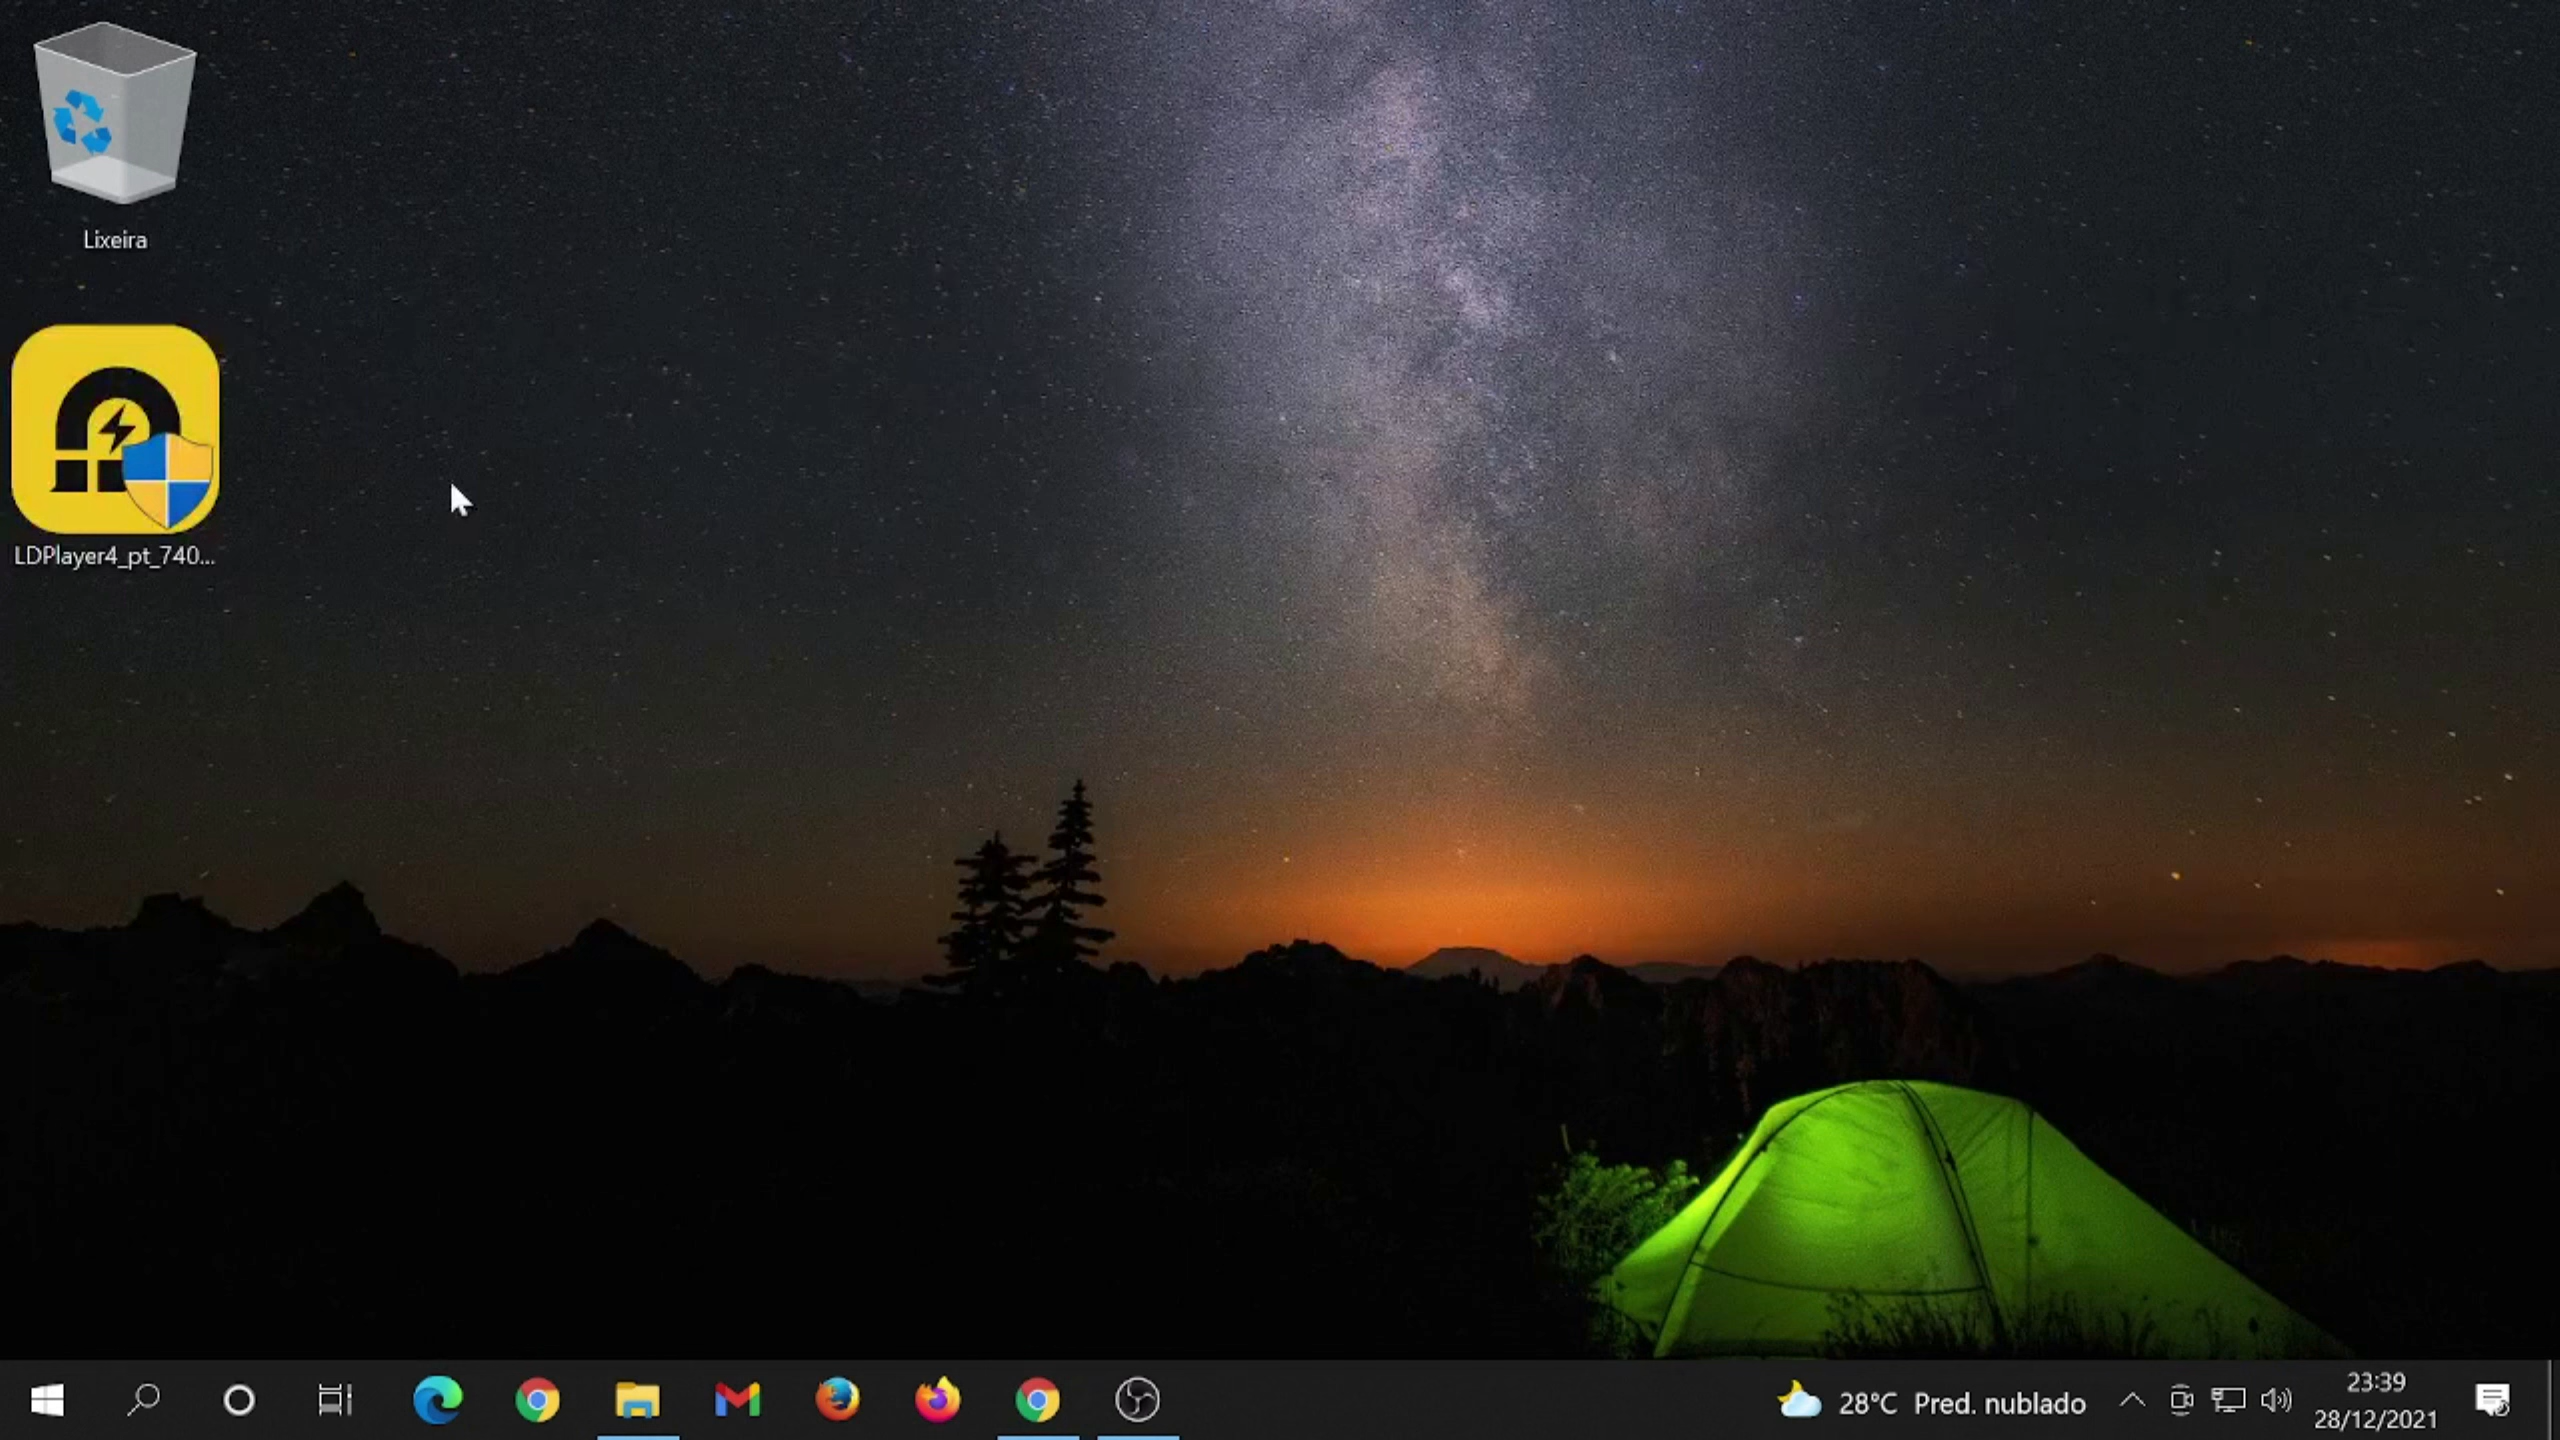 Lixeira
LDPlayer4_pt_740...
28°C Pred. nublado
23:39
28/12/2021